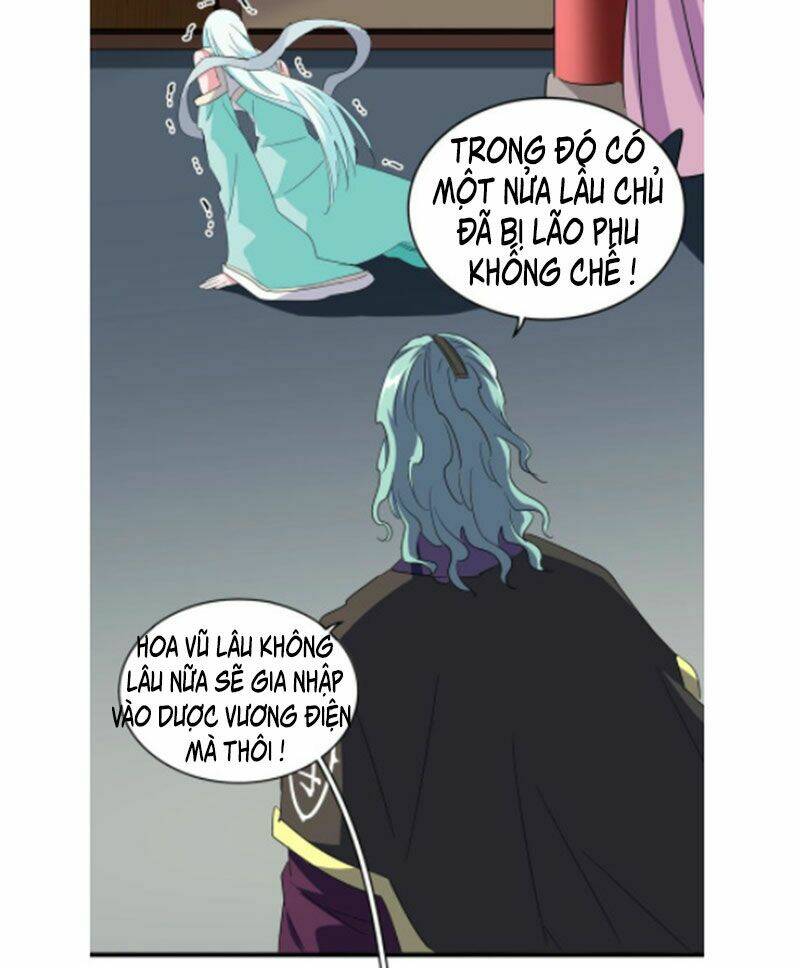 TRONG ĐÓ CÓ
MỘT NỬA LẦU CHỦ
ĐÃ BỊ LÃO PHU
KHỐNG CHẾ !
HOA VŨ LÂU KHÔNG
LÂU NỮA SẼ GIA NHẬP
VÀO DƯỢC VƯƠNG ĐIỆN
MÀ THÔI !